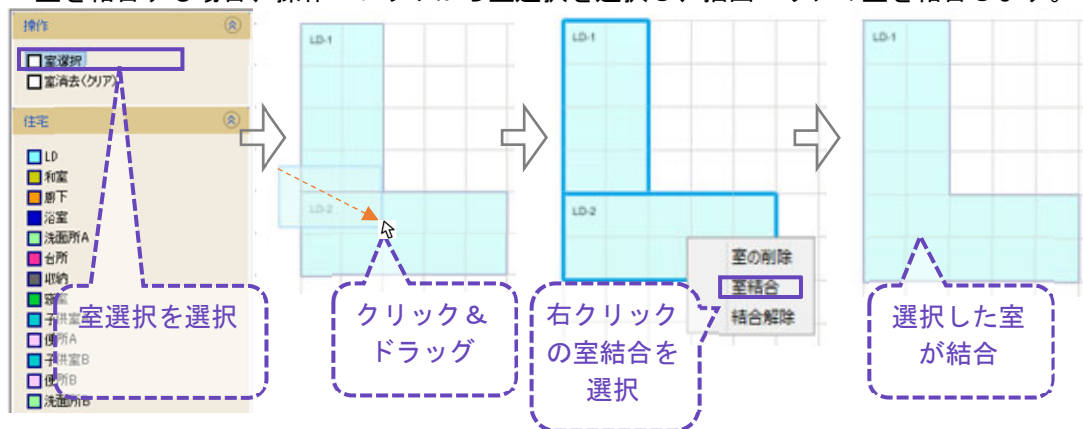 操作
室選択
室消去(クリア)
住宅
LD
和室
廊下
浴室
洗面所A
台所
収納
寝室
子供室
便所A
子供室B
便所B
洗面所B
室選択を選択
LD-1
LD-2
クリック＆
ドラッグ
LD-1
LD-2
室の削除
室結合
結合解除
右クリック
の室結合を
選択
LD-1
選択した室
が結合